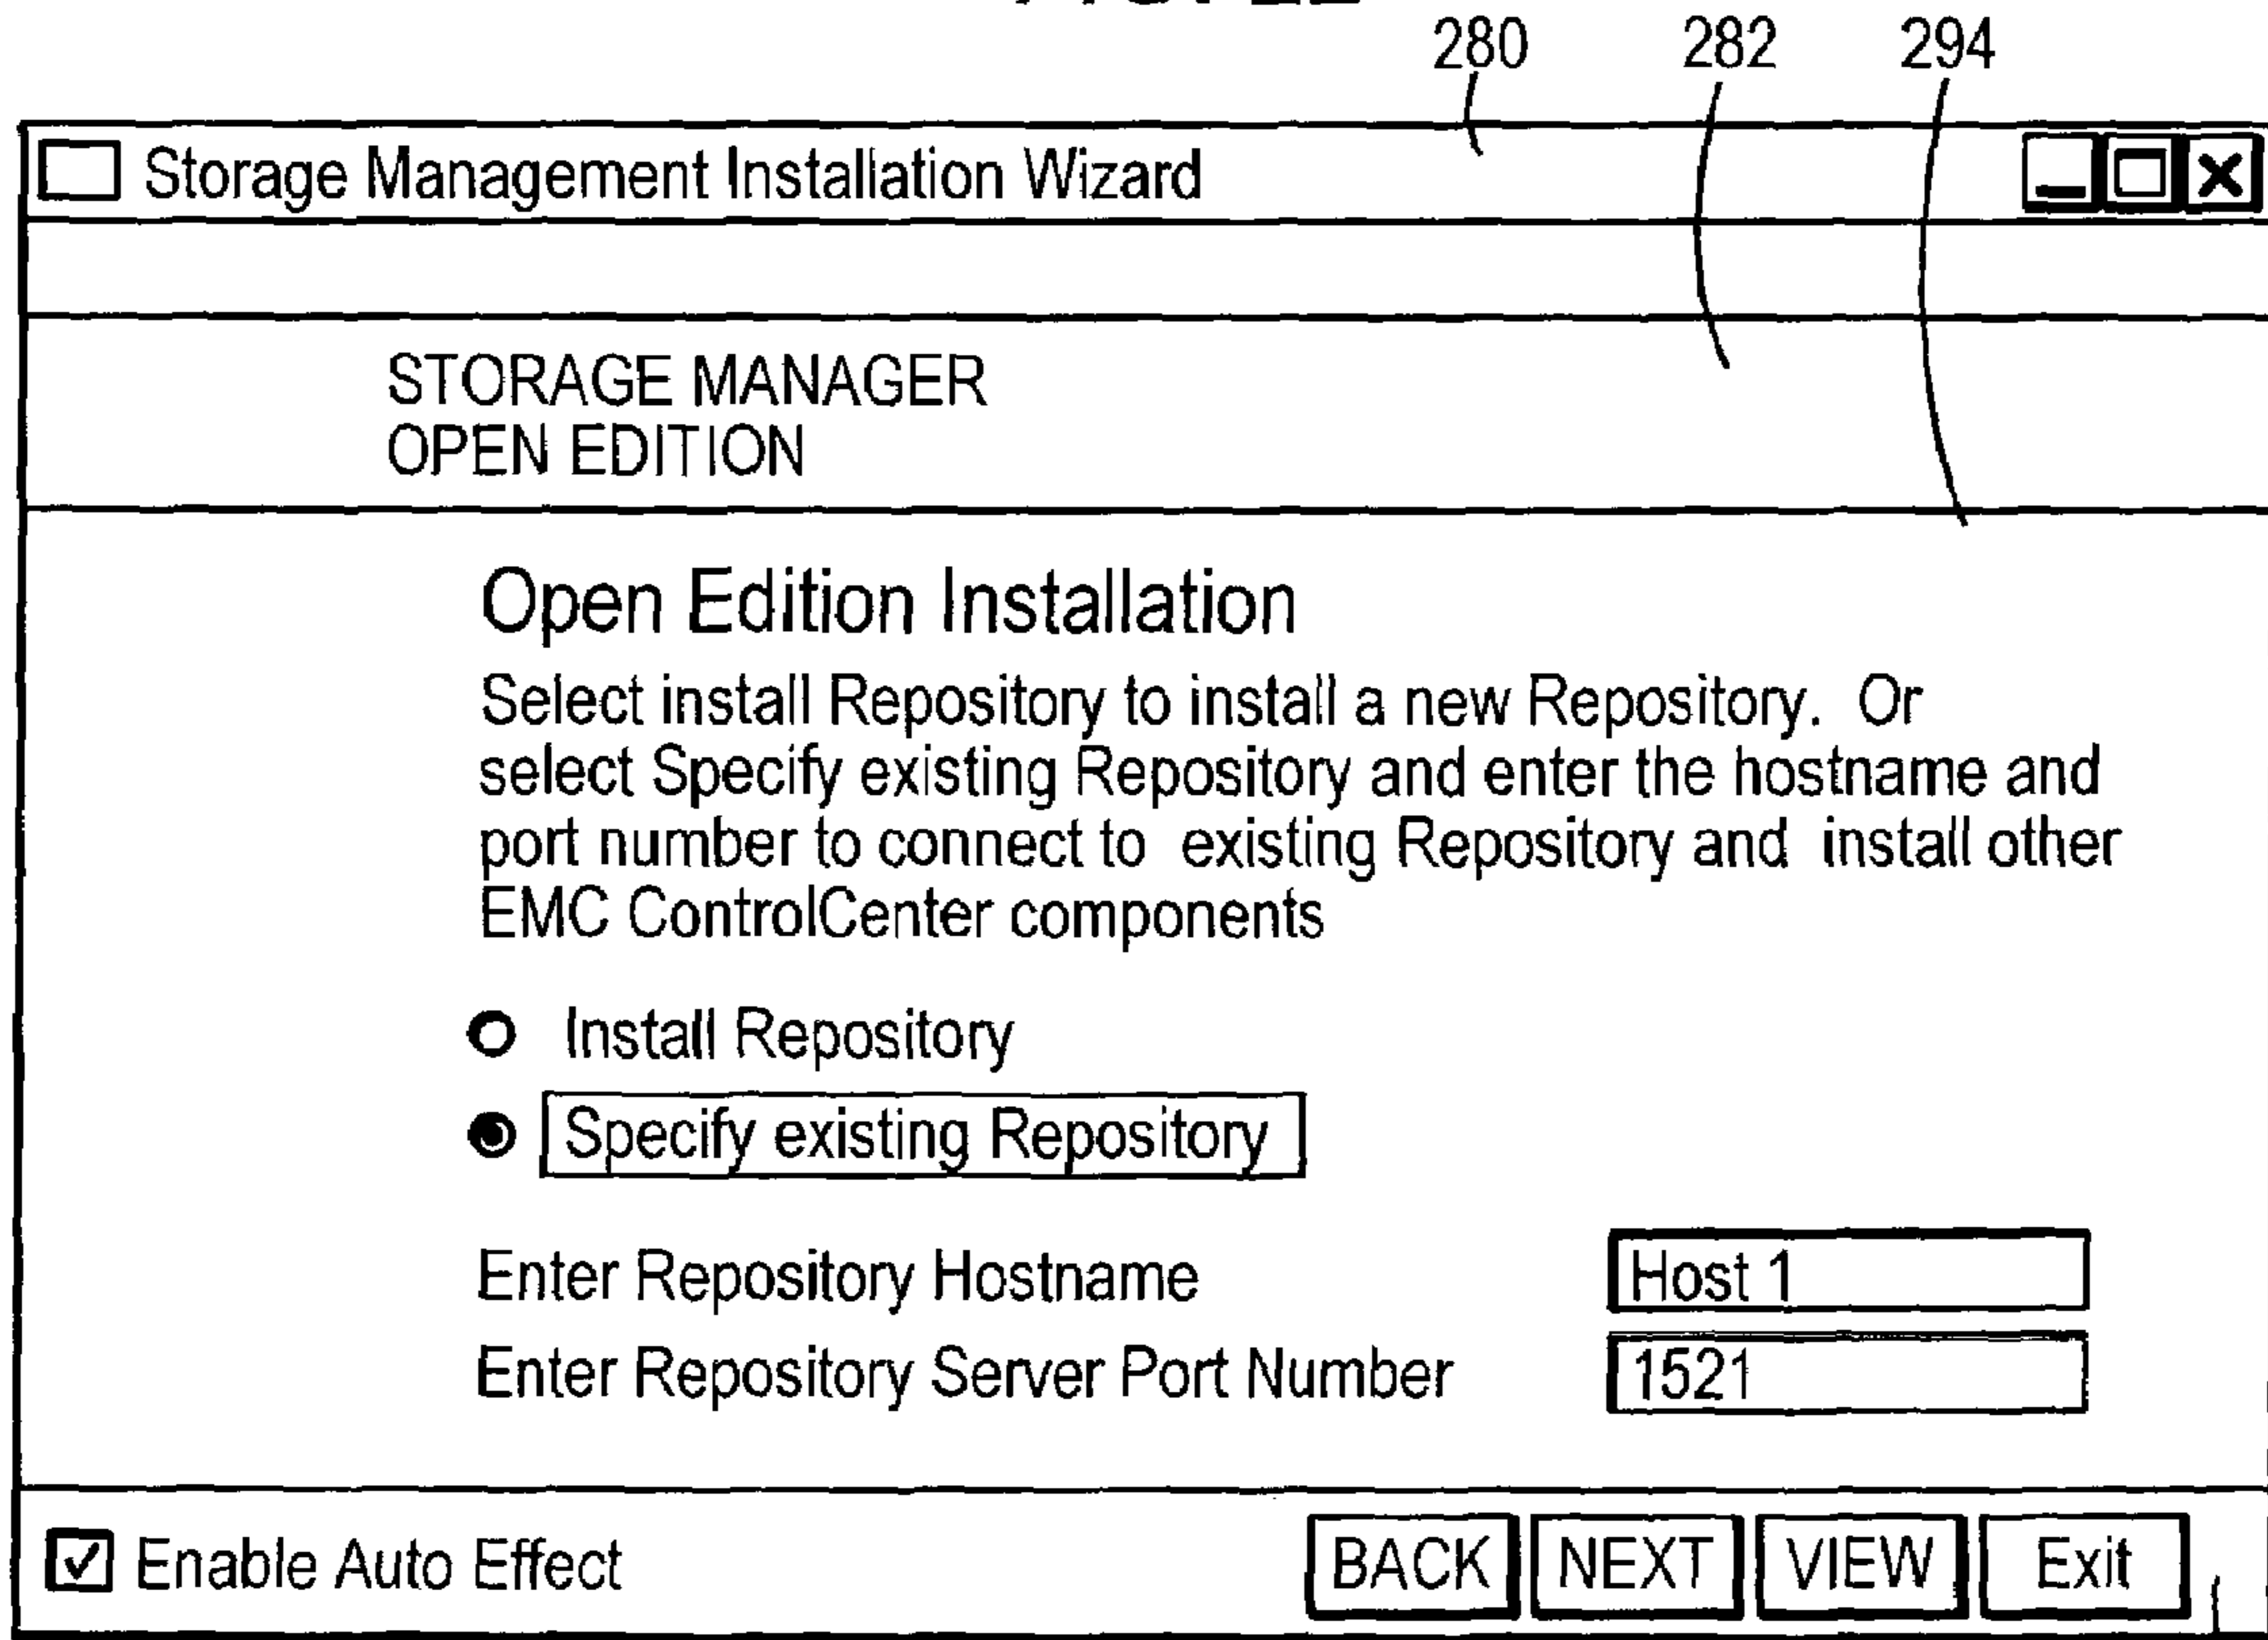 280 282 294
Storage Management Installation Wizard
STORAGE MANAGER
OPEN EDITION
Open Edition Installation
Select install Repository to install a new Repository. Or
select Specify existing Repository and enter the hostname and
port number to connect to existing Repository and install other
EMC ControlCenter components
Install Repository
Specify existing Repository
Enter Repository Hostname Host 1
Enter Repository Server Port Number 1521
Enable Auto Effect BACK NEXT VIEW Exit